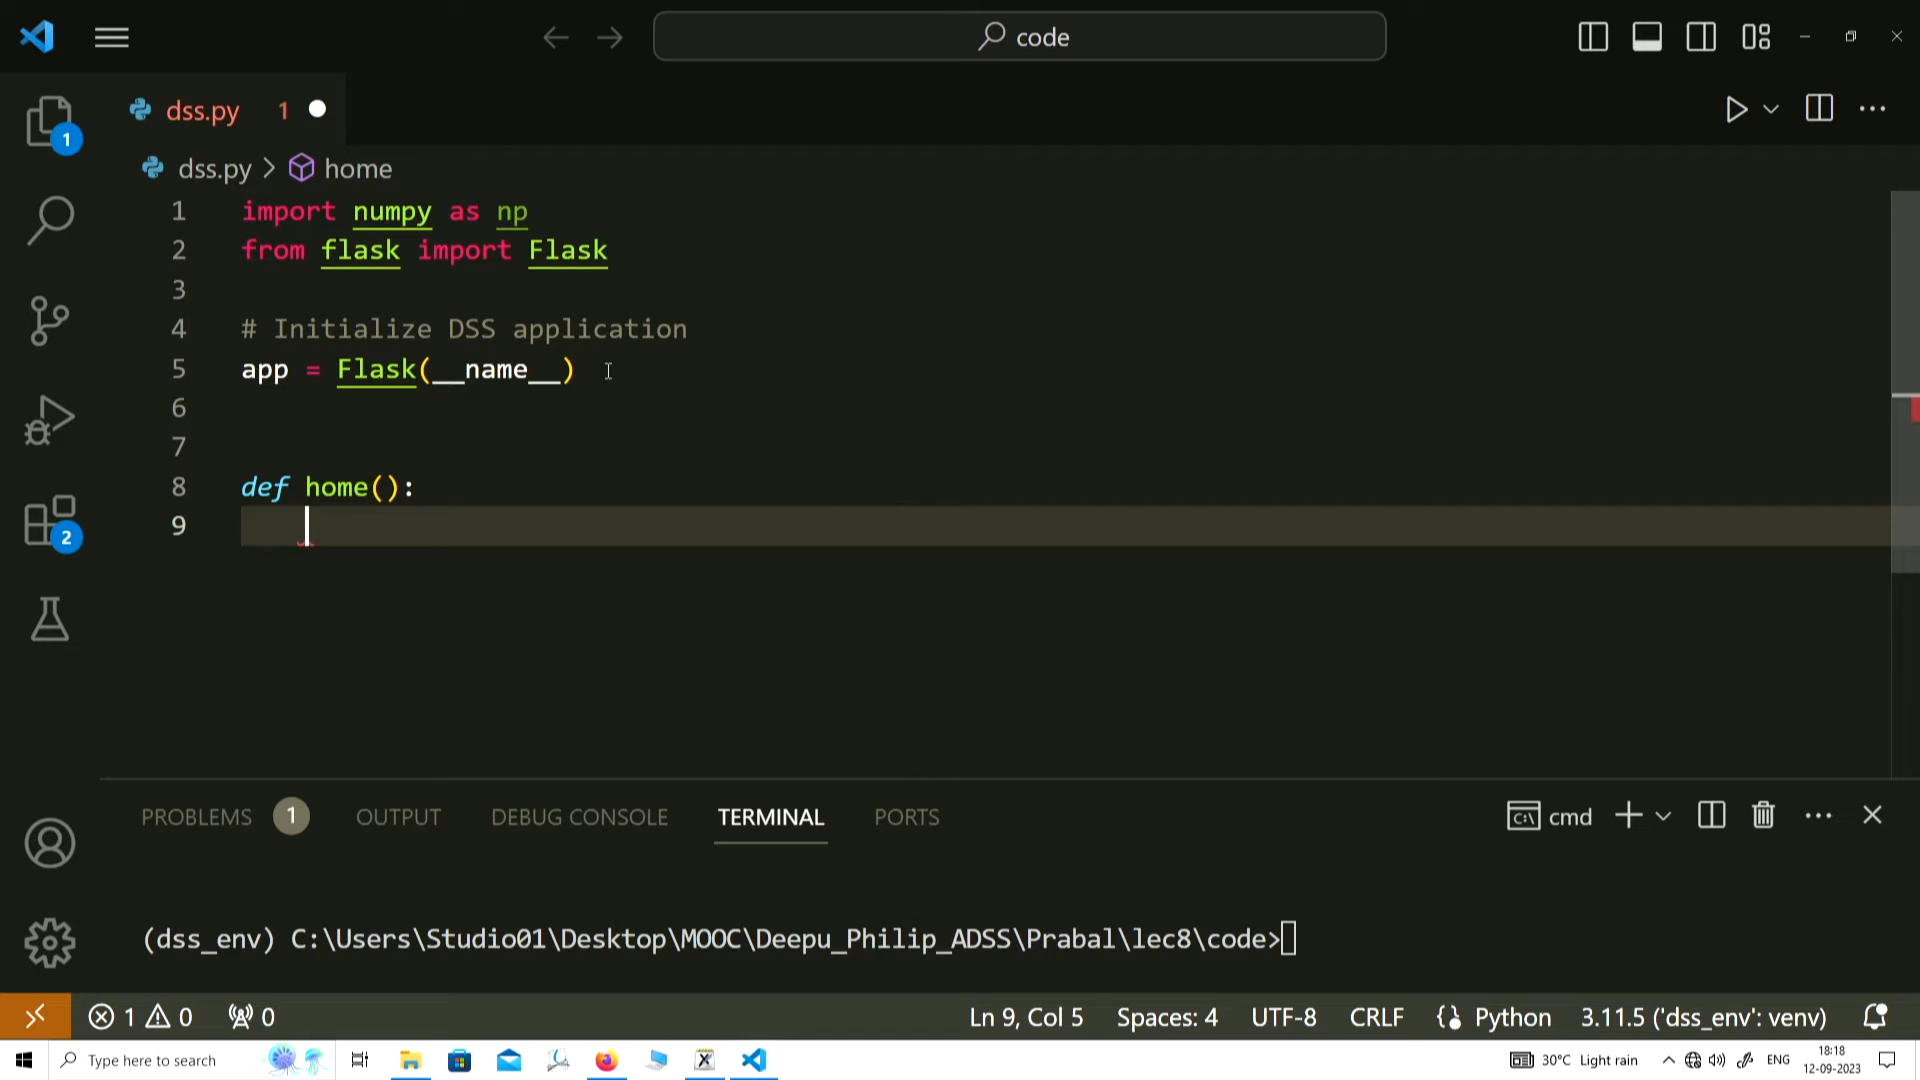 code
dss.py 1
1
dss.py > home
1 import numpy as np
2 from flask import Flask
3
4 # Initialize DSS application
5 app = Flask(__name__)
6
7
8 def home():
9
2
PROBLEMS 1 OUTPUT DEBUG CONSOLE TERMINAL PORTS cmd
(dss_env) C:\Users\Studio01\Desktop\MOOC\Deepu_Philip_ADSS\Prabal\lec8\code>
1 0 0 Ln 9, Col 5 Spaces: 4 UTF-8 CRLF Python 3.11.5 ('dss_env': venv)
Type here to search 30°C Light rain ENG 18:18
12-09-2023